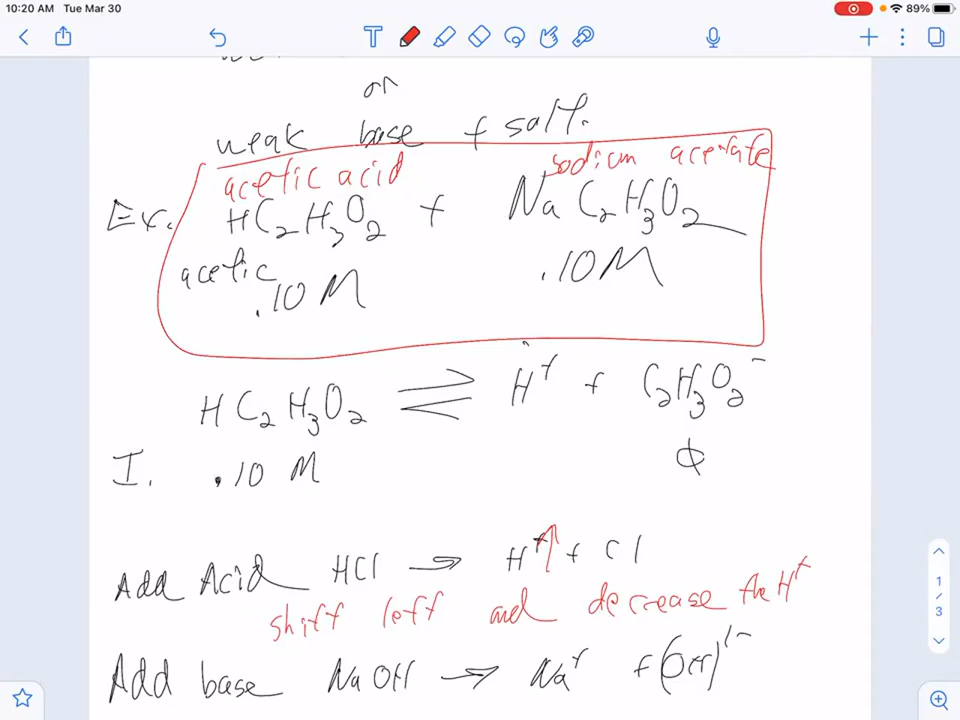 10:20 AM Tue Mar 30
89%
T
or
weak base + salt.
acetic acid sodium acetate
Ex. HC2H3O2 + NaC2H3O2
acetic
.10 M .10 M
HC2H3O2 ⇌ H+ + C2H3O2-
I. .10 M
Add Acid HCl → H+ ↑ + Cl
shift left and decrease the H+
Add base NaOH → Na+ + (OH)1-
1
/
3